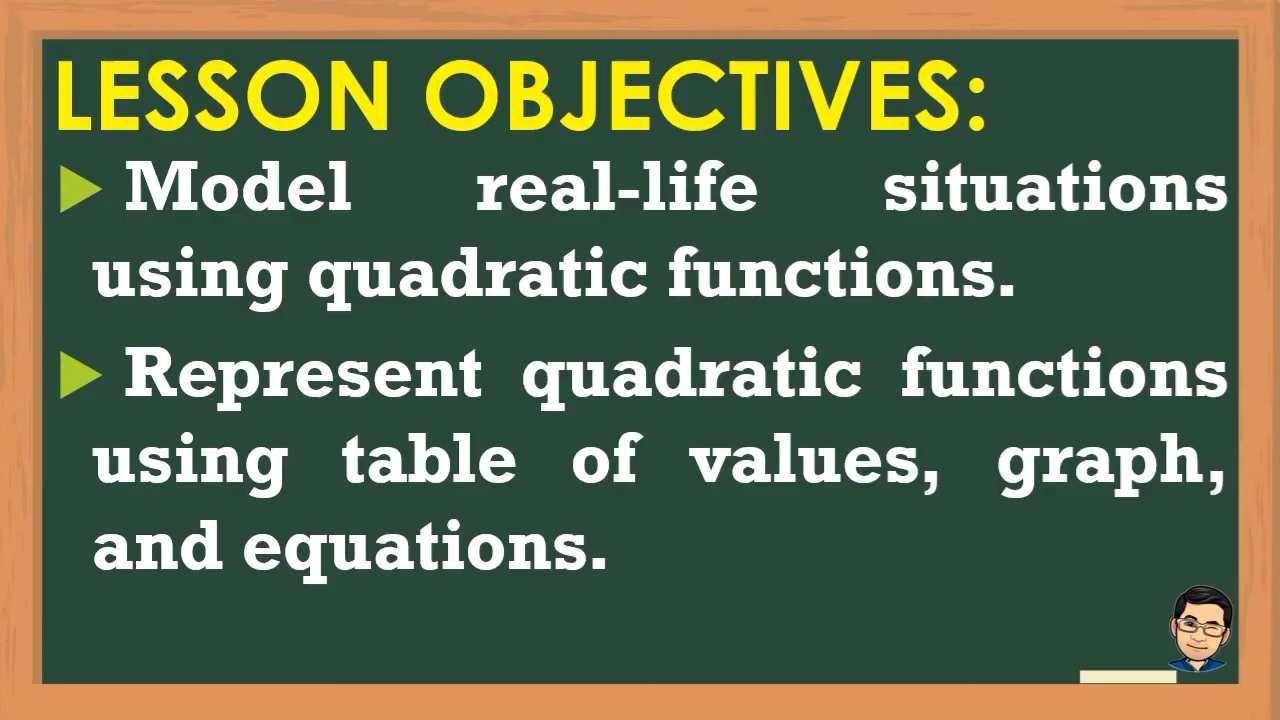 LESSON OBJECTIVES:
Model real-life situations
using quadratic functions.
Represent quadratic functions
using table of values, graph,
and equations.